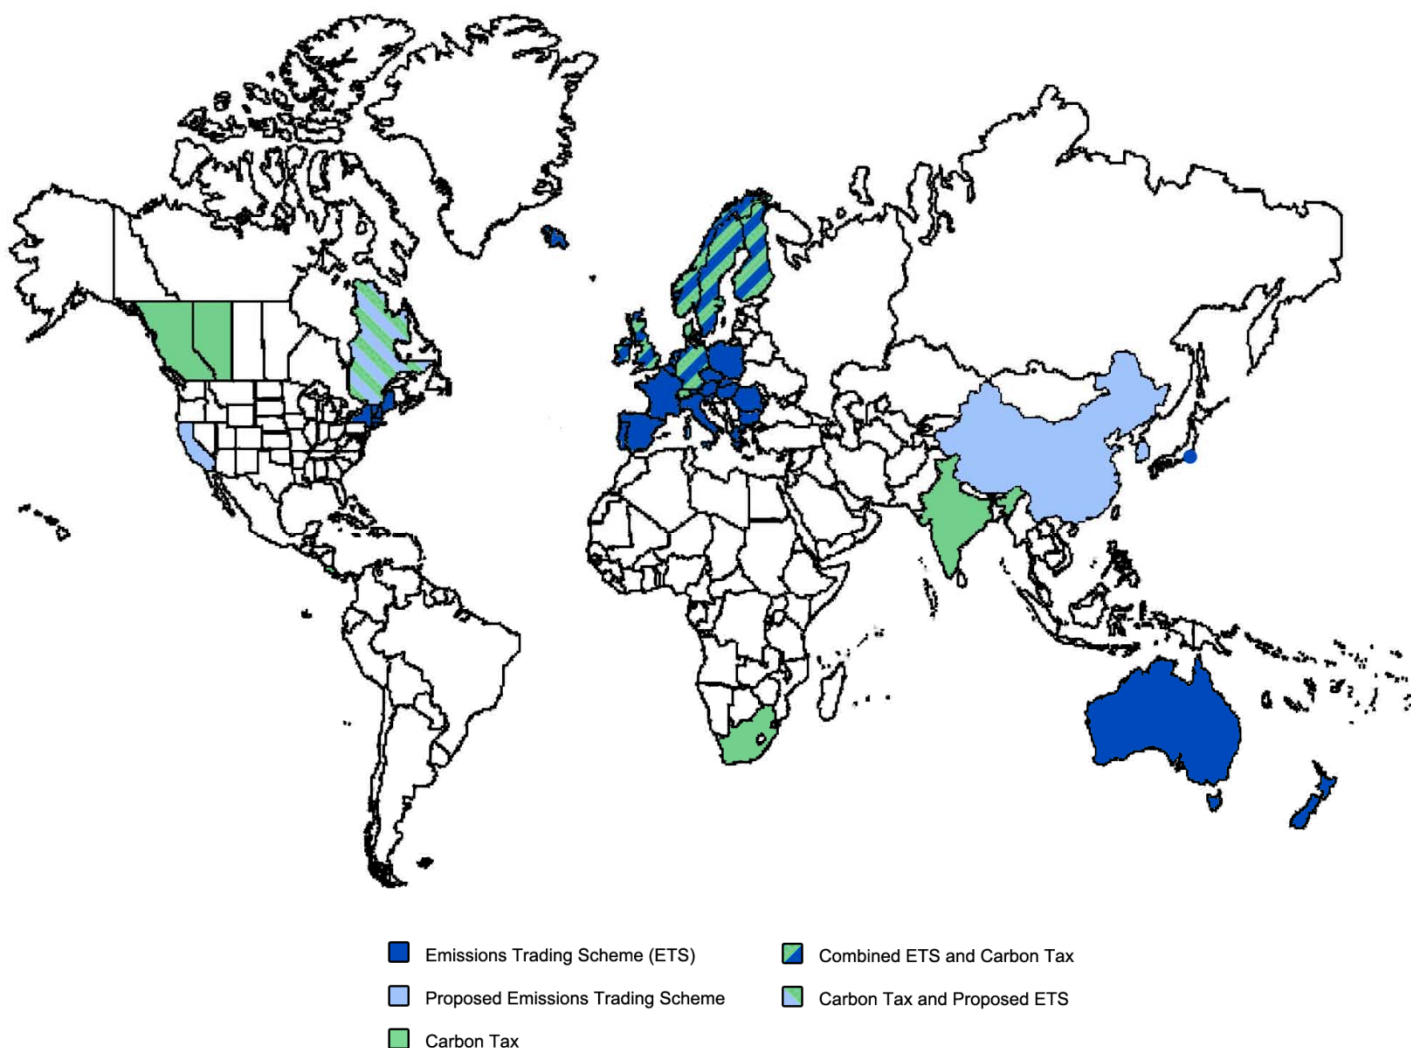 Emissions Trading Scheme (ETS)
Proposed Emissions Trading Scheme
Carbon Tax
Combined ETS and Carbon Tax
Carbon Tax and Proposed ETS